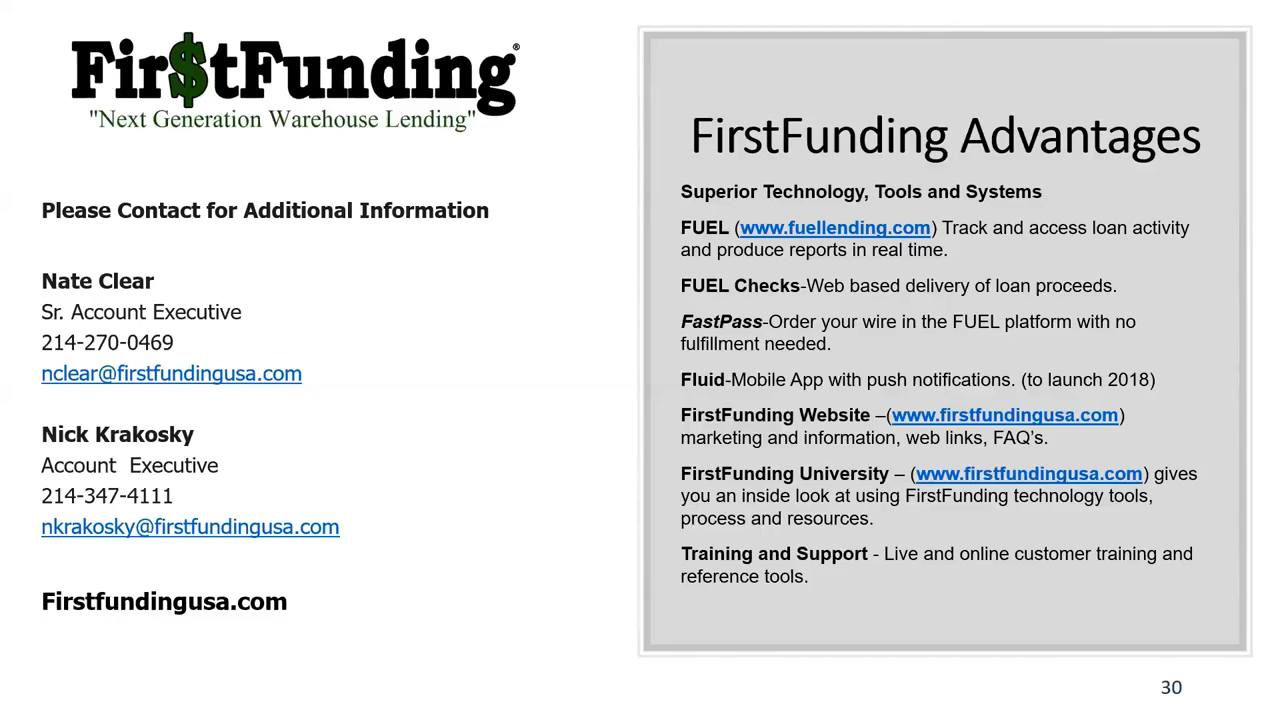 Fir$tFunding®
"Next Generation Warehouse Lending"
Please Contact for Additional Information
Nate Clear
Sr. Account Executive
214-270-0469
nclear@firstfundingusa.com
Nick Krakosky
Account Executive
214-347-4111
nkrakosky@firstfundingusa.com
Firstfundingusa.com
FirstFunding Advantages
Superior Technology, Tools and Systems
FUEL (www.fuellending.com) Track and access loan activity
and produce reports in real time.
FUEL Checks-Web based delivery of loan proceeds.
FastPass-Order your wire in the FUEL platform with no
fulfillment needed.
Fluid-Mobile App with push notifications. (to launch 2018)
FirstFunding Website –(www.firstfundingusa.com)
marketing and information, web links, FAQ’s.
FirstFunding University – (www.firstfundingusa.com) gives
you an inside look at using FirstFunding technology tools,
process and resources.
Training and Support - Live and online customer training and
reference tools.
30